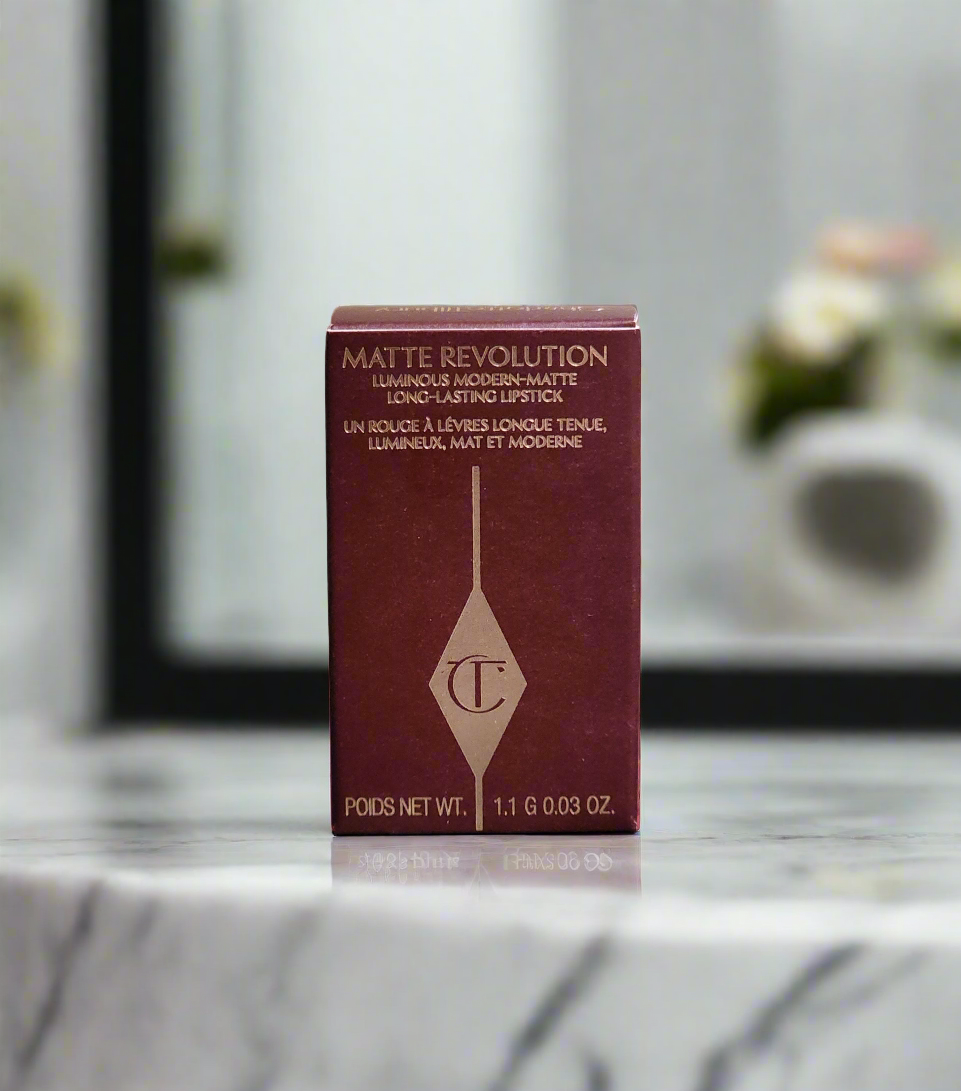 MATTE REVOLUTION
LUMINOUS MODERN-MATTE
LONG-LASTING LIPSTICK
UN ROUGE À LÉVRES LONGUE TENUE,
LUMINEUX, MAT ET MODERNE
CT
POIDS NET WT. 1.1 G 0.03 OZ.